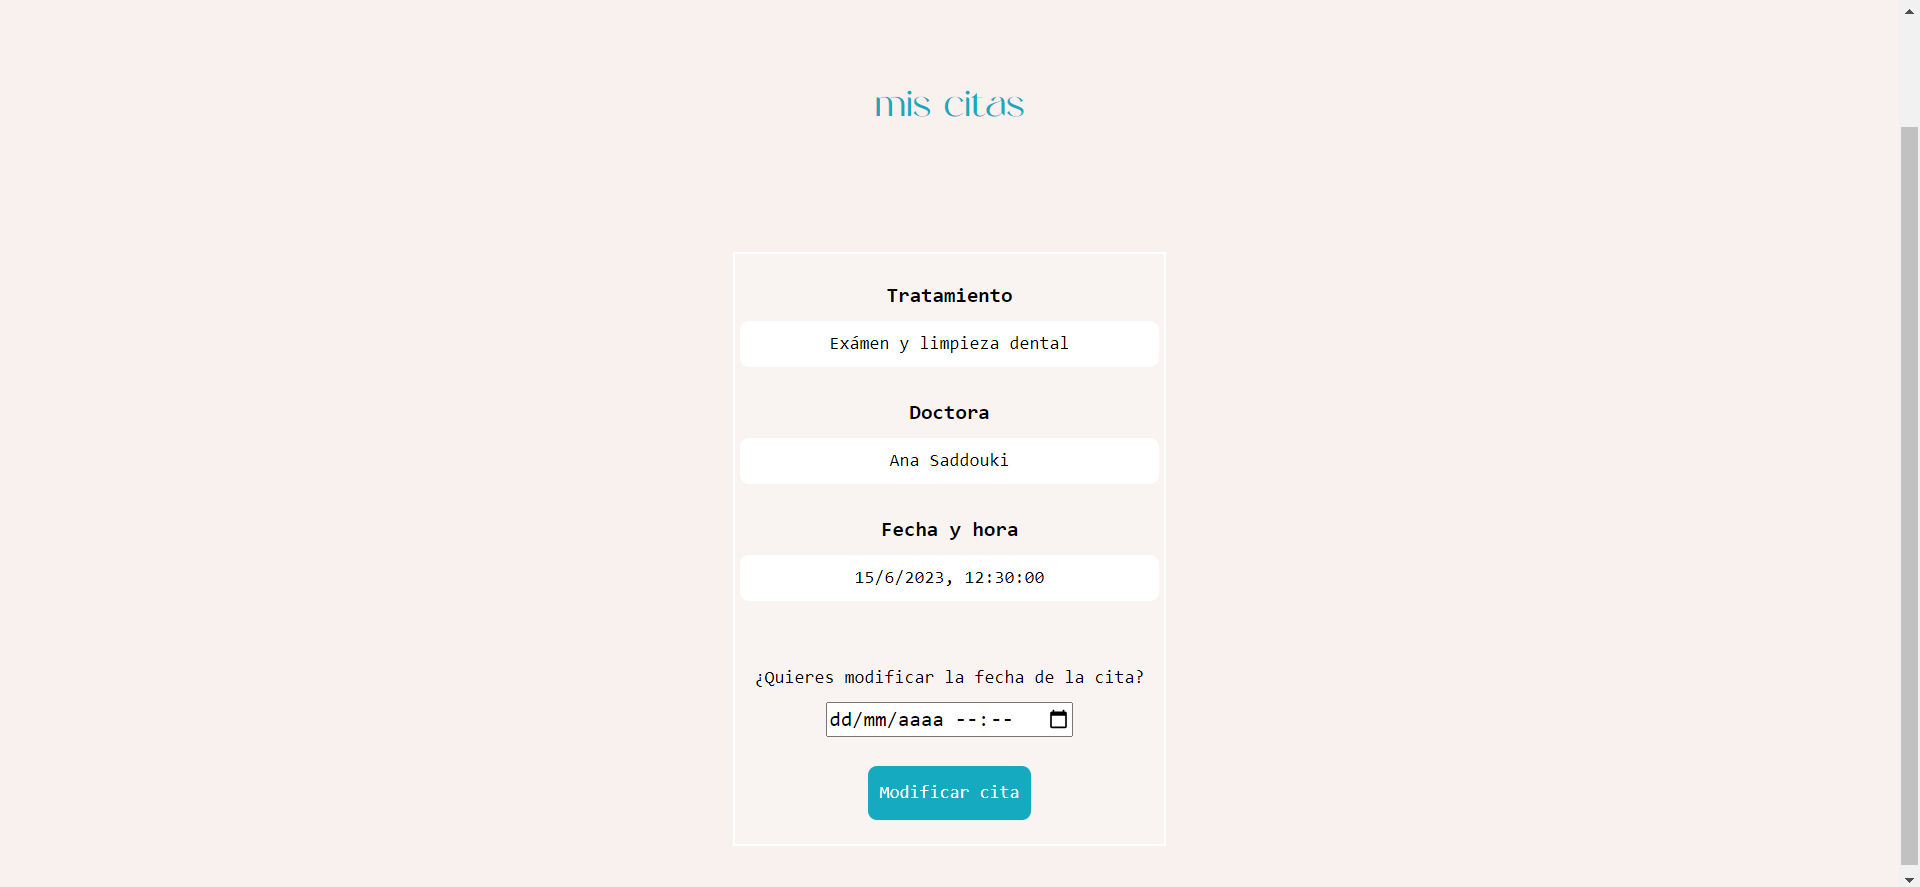 mis citas
Tratamiento
Exámen y limpieza dental
Doctora
Ana Saddouki
Fecha y hora
15/6/2023, 12:30:00
¿Quieres modificar la fecha de la cita?
dd/mm/aaaa --:--
Modificar cita